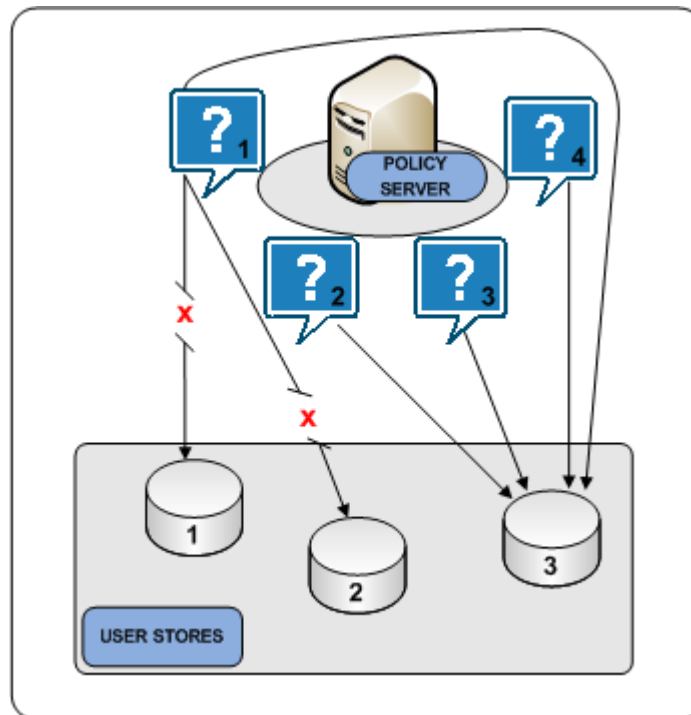 ? 1
POLICY
SERVER
? 4
? 2
? 3
X
X
1
2
3
USER STORES